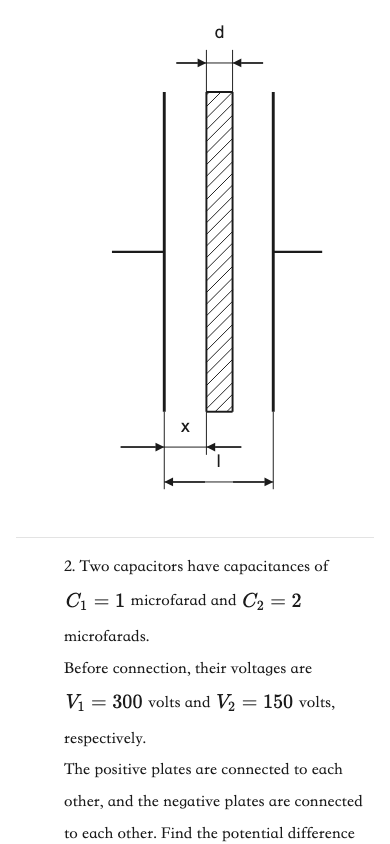 d
x
l
2. Two capacitors have capacitances of
C₁ = 1 microfarad and C₂ = 2
microfarads.
Before connection, their voltages are
V₁ = 300 volts and V₂ = 150 volts,
respectively.
The positive plates are connected to each
other, and the negative plates are connected
to each other. Find the potential difference